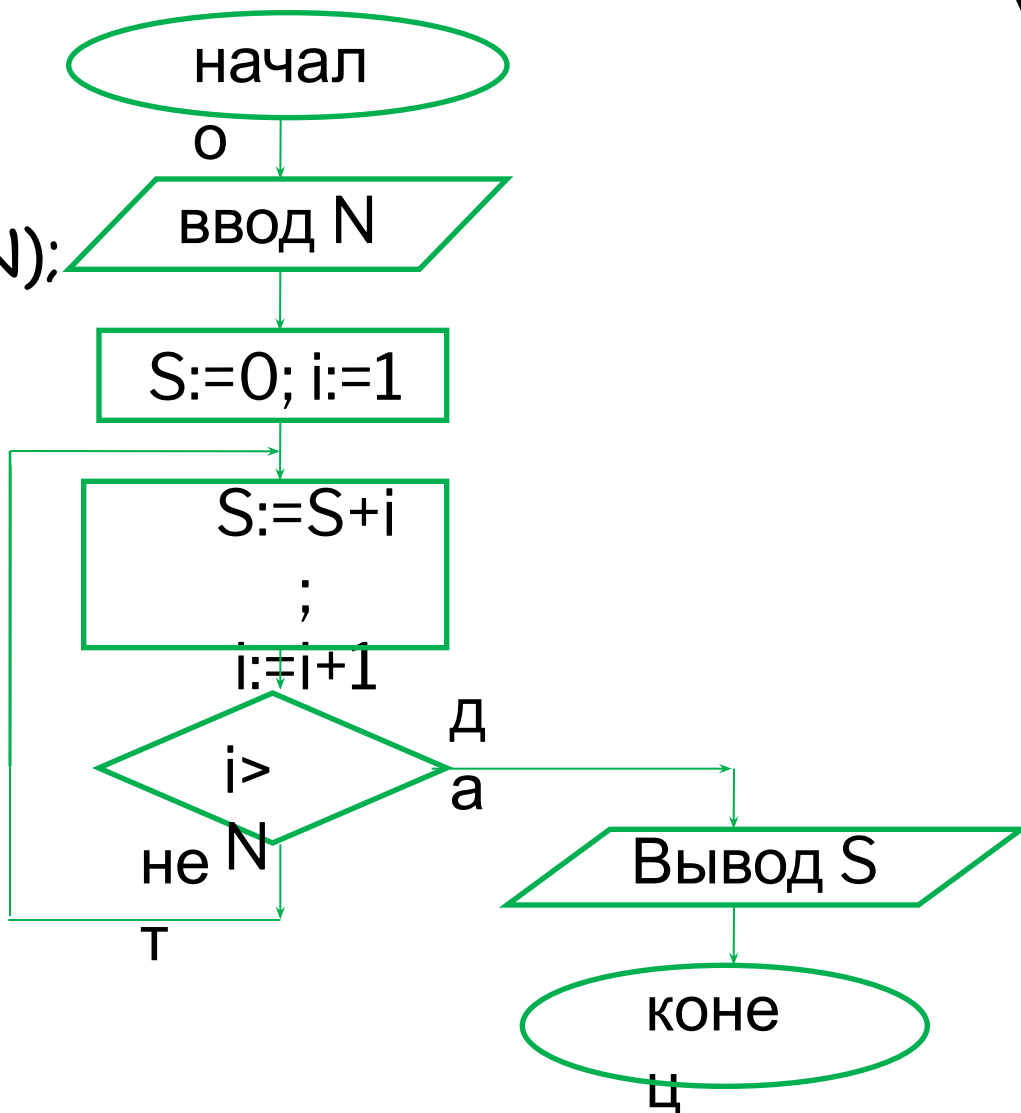 начал
о
ввод N
N);
S:=0; i:=1
S:=S+i
;
i:=i+1
i>
N
д
а
не
т
Вывод S
коне
ц